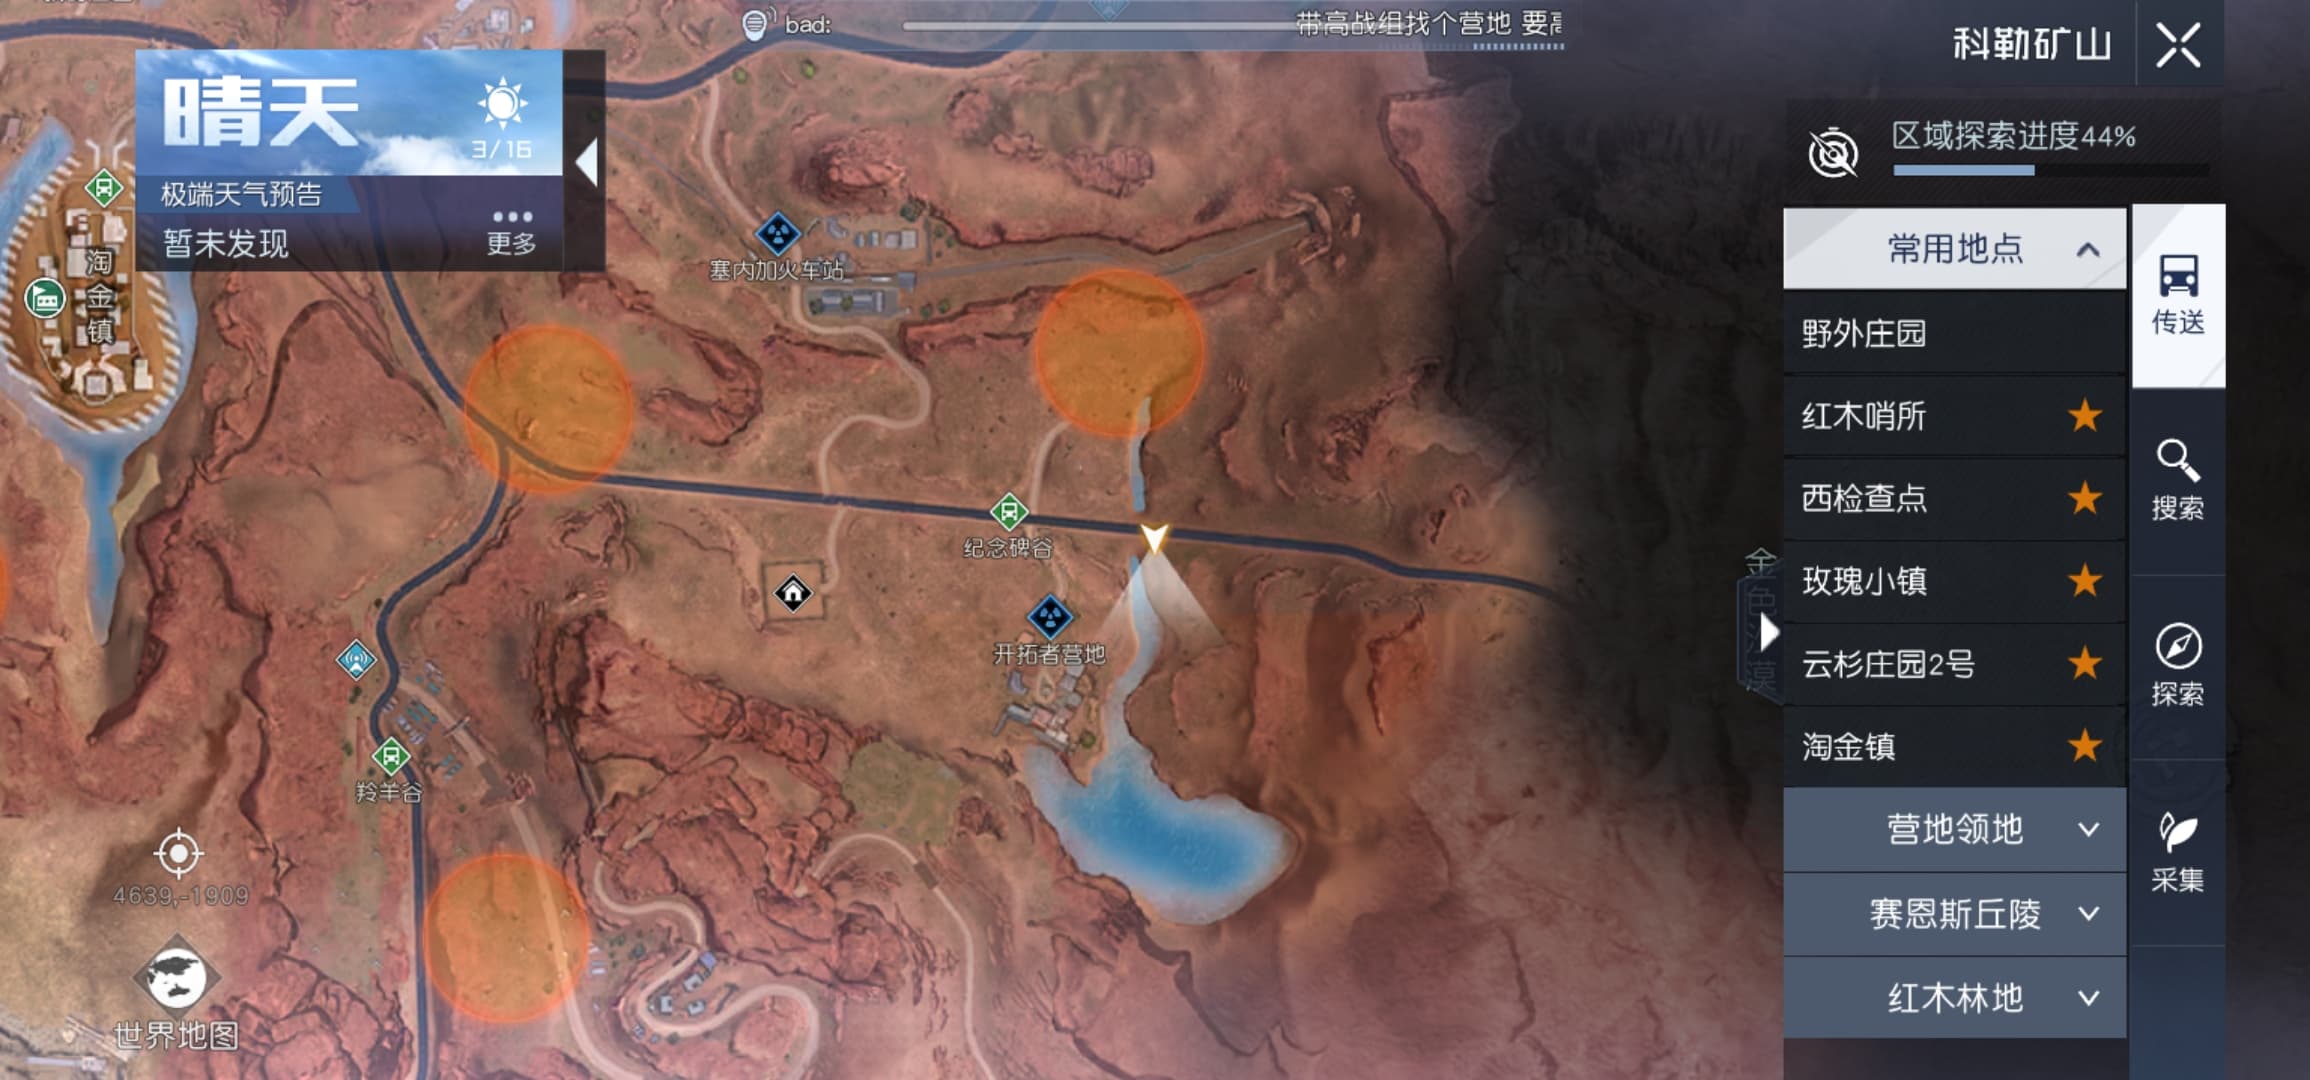 bad:
带高战组找个营地 要高
科勒矿山
晴天
3/16
极端天气预告
暂未发现
更多
区域探索进度44%
常用地点
野外庄园
红木哨所
西检查点
玫瑰小镇
云杉庄园2号
淘金镇
营地领地
赛恩斯丘陵
红木林地
传送
搜索
探索
采集
淘金镇
塞内加火车站
纪念碑谷
开拓者营地
羚羊谷
金色沙漠
4639,-1909
世界地图